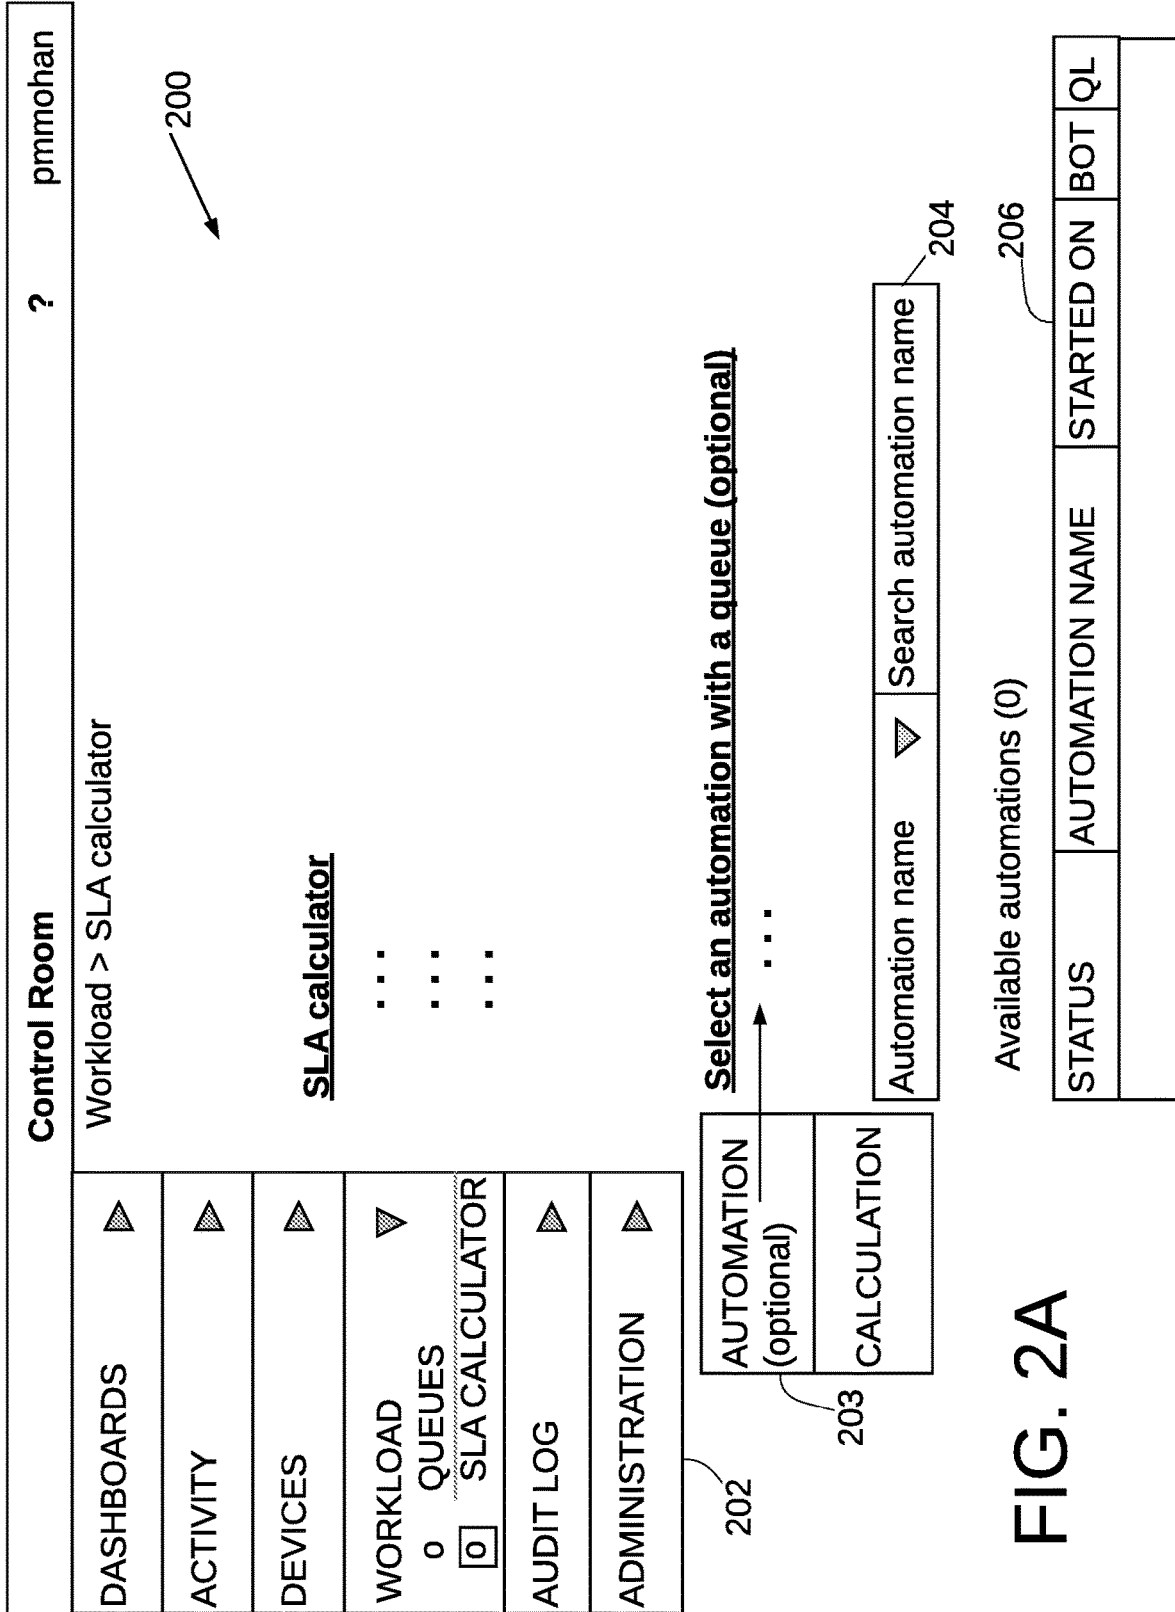 Control Room ? pmmohan
Workload > SLA calculator
200
DASHBOARDS
ACTIVITY
DEVICES
WORKLOAD
o QUEUES
o SLA CALCULATOR
AUDIT LOG
ADMINISTRATION
202
SLA calculator
...
...
...
AUTOMATION
(optional)
CALCULATION
203
Select an automation with a queue (optional)
...
Automation name Search automation name
204
Available automations (0)
206
STATUS AUTOMATION NAME STARTED ON BOT QL
FIG. 2A